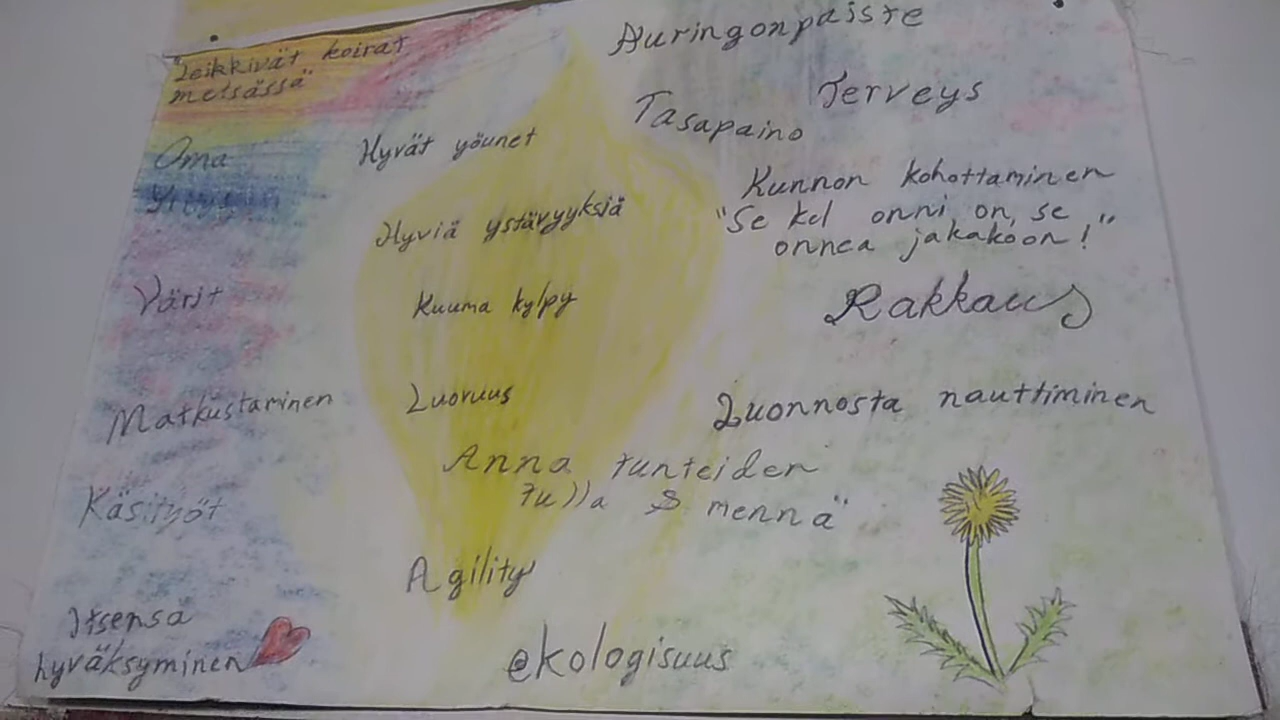 "Leikkivät koirat
metsässä"
Oma
Yritys
Värit
Matkustaminen
Käsityöt
Itsensä
hyväksyminen
Hyvät yöunet
Hyviä ystävyyksiä
Kuuma kylpy
Luovuus
Anna tunteiden
tulla & mennä"
Agility
ekologisuus
Auringonpaiste
Terveys
Tasapaino
Kunnon kohottaminen
"Se kel onni on, se
onnea jakakoon!"
Rakkaus
Luonnosta nauttiminen